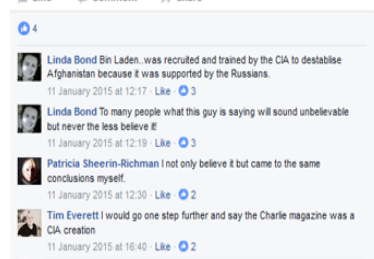 4
Linda Bond Bin Laden..was recruited and trained by the CIA to destablise
Afghanistan because it was supported by the Russians.
11 January 2015 at 12:17 · Like · 3
Linda Bond To many people what this guy is saying will sound unbelievable
but never the less believe it!
11 January 2015 at 12:19 · Like · 3
Patricia Sheerin-Richman I not only believe it but came to the same
conclusions myself.
11 January 2015 at 12:30 · Like · 2
Tim Everett I would go one step further and say the Charlie magazine was a
CIA creation
11 January 2015 at 16:40 · Like · 2